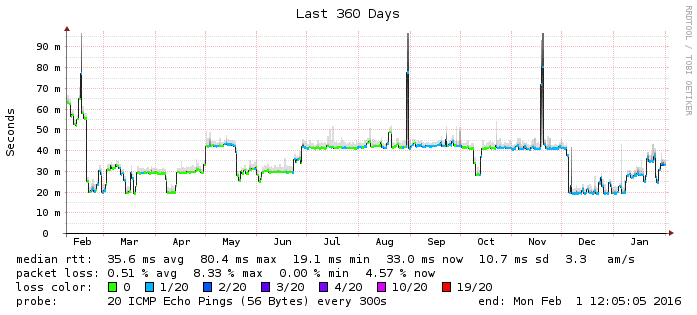 Last 360 Days
RRDTOOL / TOBI OETIKER
Seconds
90 m
80 m
70 m
60 m
50 m
40 m
30 m
20 m
10 m
0
Feb Mar Apr May Jun Jul Aug Sep Oct Nov Dec Jan
median rtt: 35.6 ms avg 80.4 ms max 19.1 ms min 33.0 ms now 10.7 ms sd 3.3 am/s
packet loss: 0.51 % avg 8.33 % max 0.00 % min 4.57 % now
loss color: 0 1/20 2/20 3/20 4/20 10/20 19/20
probe: 20 ICMP Echo Pings (56 Bytes) every 300s end: Mon Feb 1 12:05:05 2016